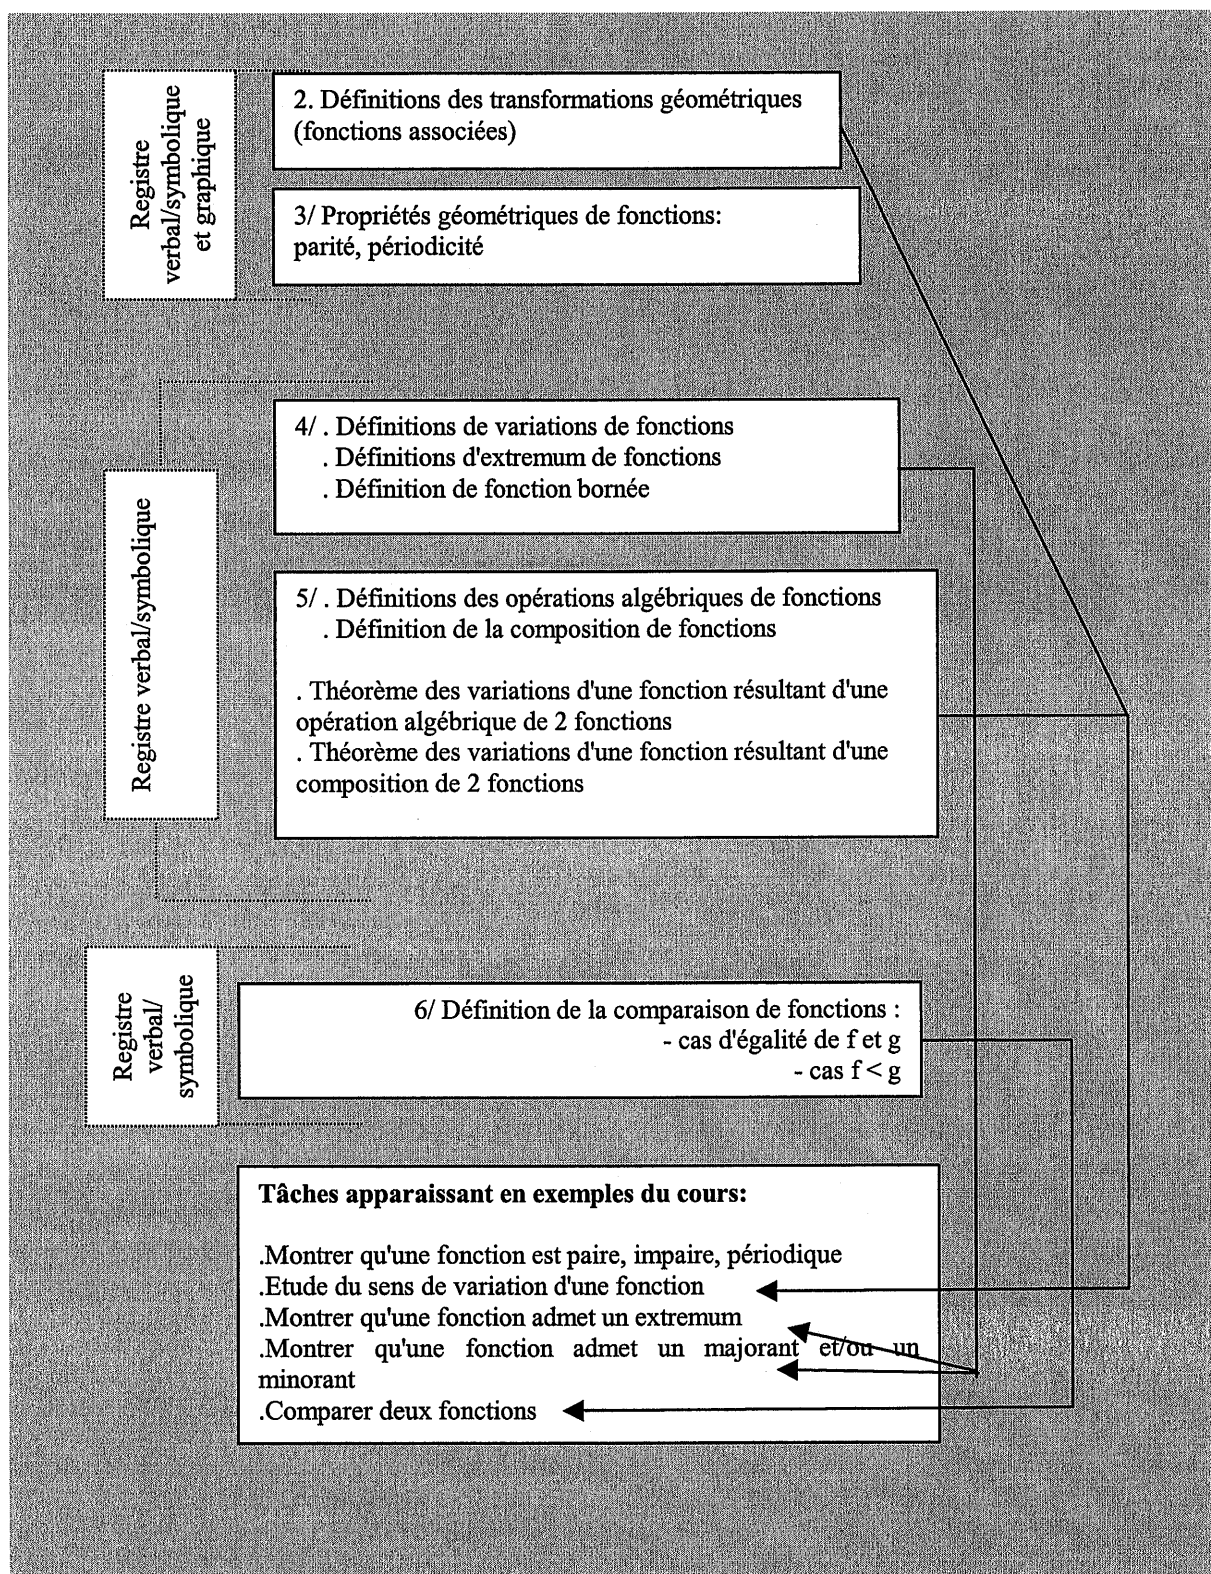 Registre
verbal/symbolique
et graphique
2. Définitions des transformations géométriques
(fonctions associées)
3/ Propriétés géométriques de fonctions:
parité, périodicité
Registre verbal/symbolique
4/ . Définitions de variations de fonctions
. Définitions d'extremum de fonctions
. Définition de fonction bornée
5/ . Définitions des opérations algébriques de fonctions
. Définition de la composition de fonctions
. Théorème des variations d'une fonction résultant d'une
opération algébrique de 2 fonctions
. Théorème des variations d'une fonction résultant d'une
composition de 2 fonctions
Registre
verbal/
symbolique
6/ Définition de la comparaison de fonctions :
- cas d'égalité de f et g
- cas f < g
Tâches apparaissant en exemples du cours:
.Montrer qu'une fonction est paire, impaire, périodique
.Etude du sens de variation d'une fonction
.Montrer qu'une fonction admet un extremum
.Montrer qu'une fonction admet un majorant et/ou un
minorant
.Comparer deux fonctions